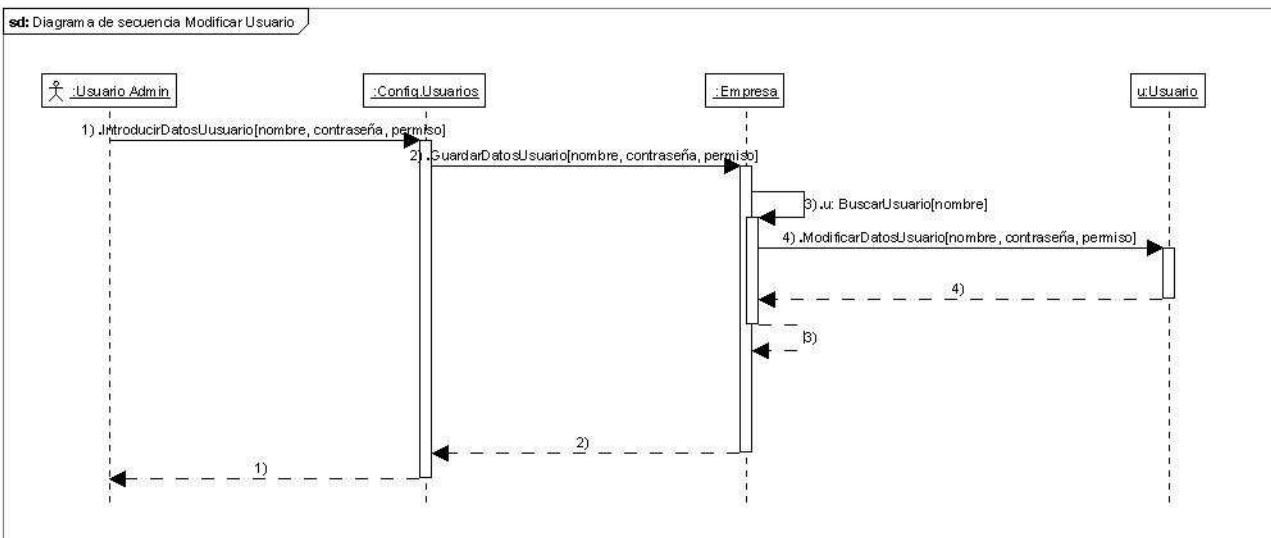 sd: Diagrama de secuencia Modificar Usuario
:Usuario Admin
:Config.Usuarios
:Empresa
u:Usuario
1) .IntroducirDatosUusuario[nombre, contraseña, permiso]
2) .GuardarDatosUsuario[nombre, contraseña, permiso]
3) .u: BuscarUsuario[nombre]
4) .ModificarDatosUsuario[nombre, contraseña, permiso]
4)
3)
2)
1)